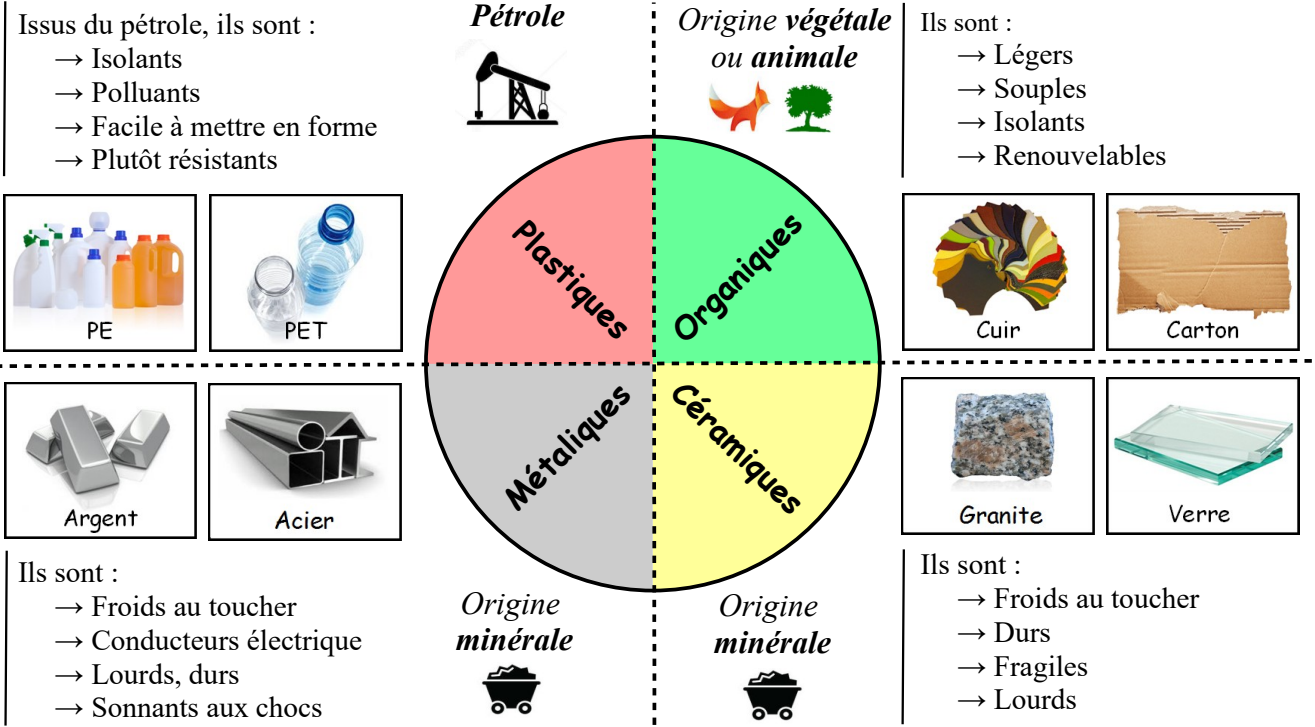 Issus du pétrole, ils sont :
→ Isolants
→ Polluants
→ Facile à mettre en forme
→ Plutôt résistants
Pétrole
Origine végétale
ou animale
Ils sont :
→ Légers
→ Souples
→ Isolants
→ Renouvelables
PE
PET
Plastiques
Organiques
Cuir
Carton
Argent
Acier
Métaliques
Céramiques
Granite
Verre
Ils sont :
→ Froids au toucher
→ Conducteurs électrique
→ Lourds, durs
→ Sonnants aux chocs
Origine
minérale
Origine
minérale
Ils sont :
→ Froids au toucher
→ Durs
→ Fragiles
→ Lourds